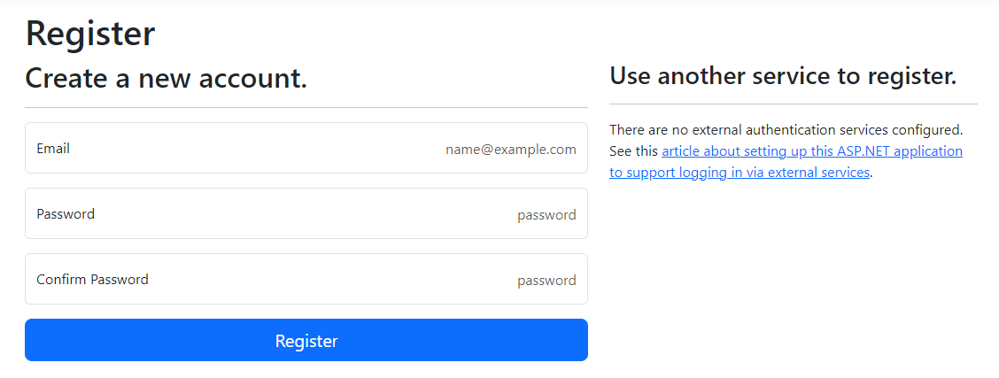 Register
Create a new account.
Email name@example.com
Password password
Confirm Password password
Register
Use another service to register.
There are no external authentication services configured.
See this article about setting up this ASP.NET application
to support logging in via external services.